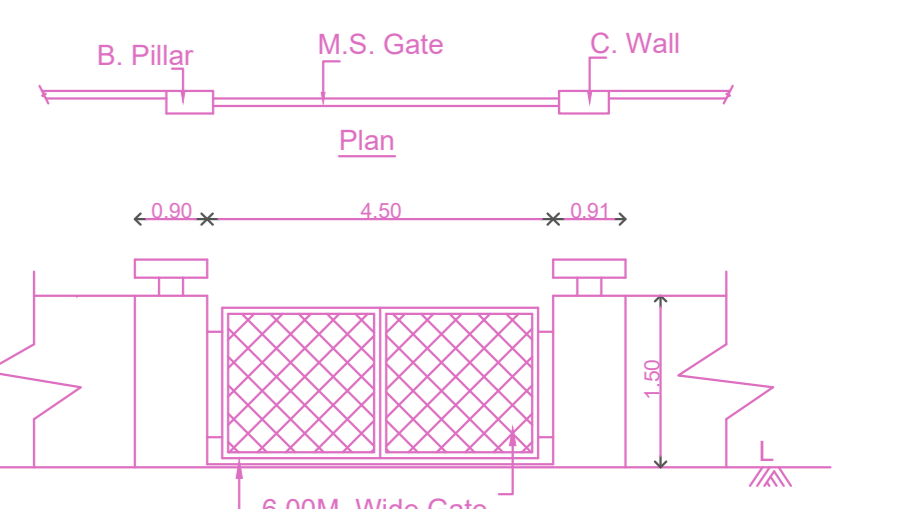 B. Pillar
M.S. Gate
C. Wall
Plan
0.90
4.50
0.91
1.50
L
6.00M. Wide Gate